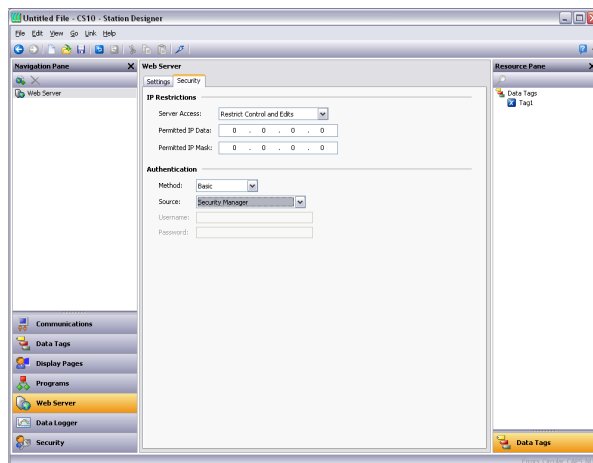 Untitled File - CS10 - Station Designer
File Edit View Go Link Help
Navigation Pane
Web Server
Resource Pane
Web Server
Settings Security
Data Tags
Tag1
IP Restrictions
Server Access: Restrict Control and Edits
Permitted IP Data: 0 . 0 . 0 . 0
Permitted IP Mask: 0 . 0 . 0 . 0
Authentication
Method: Basic
Source: Security Manager
Username:
Password:
Communications
Data Tags
Display Pages
Programs
Web Server
Data Logger
Security
Data Tags